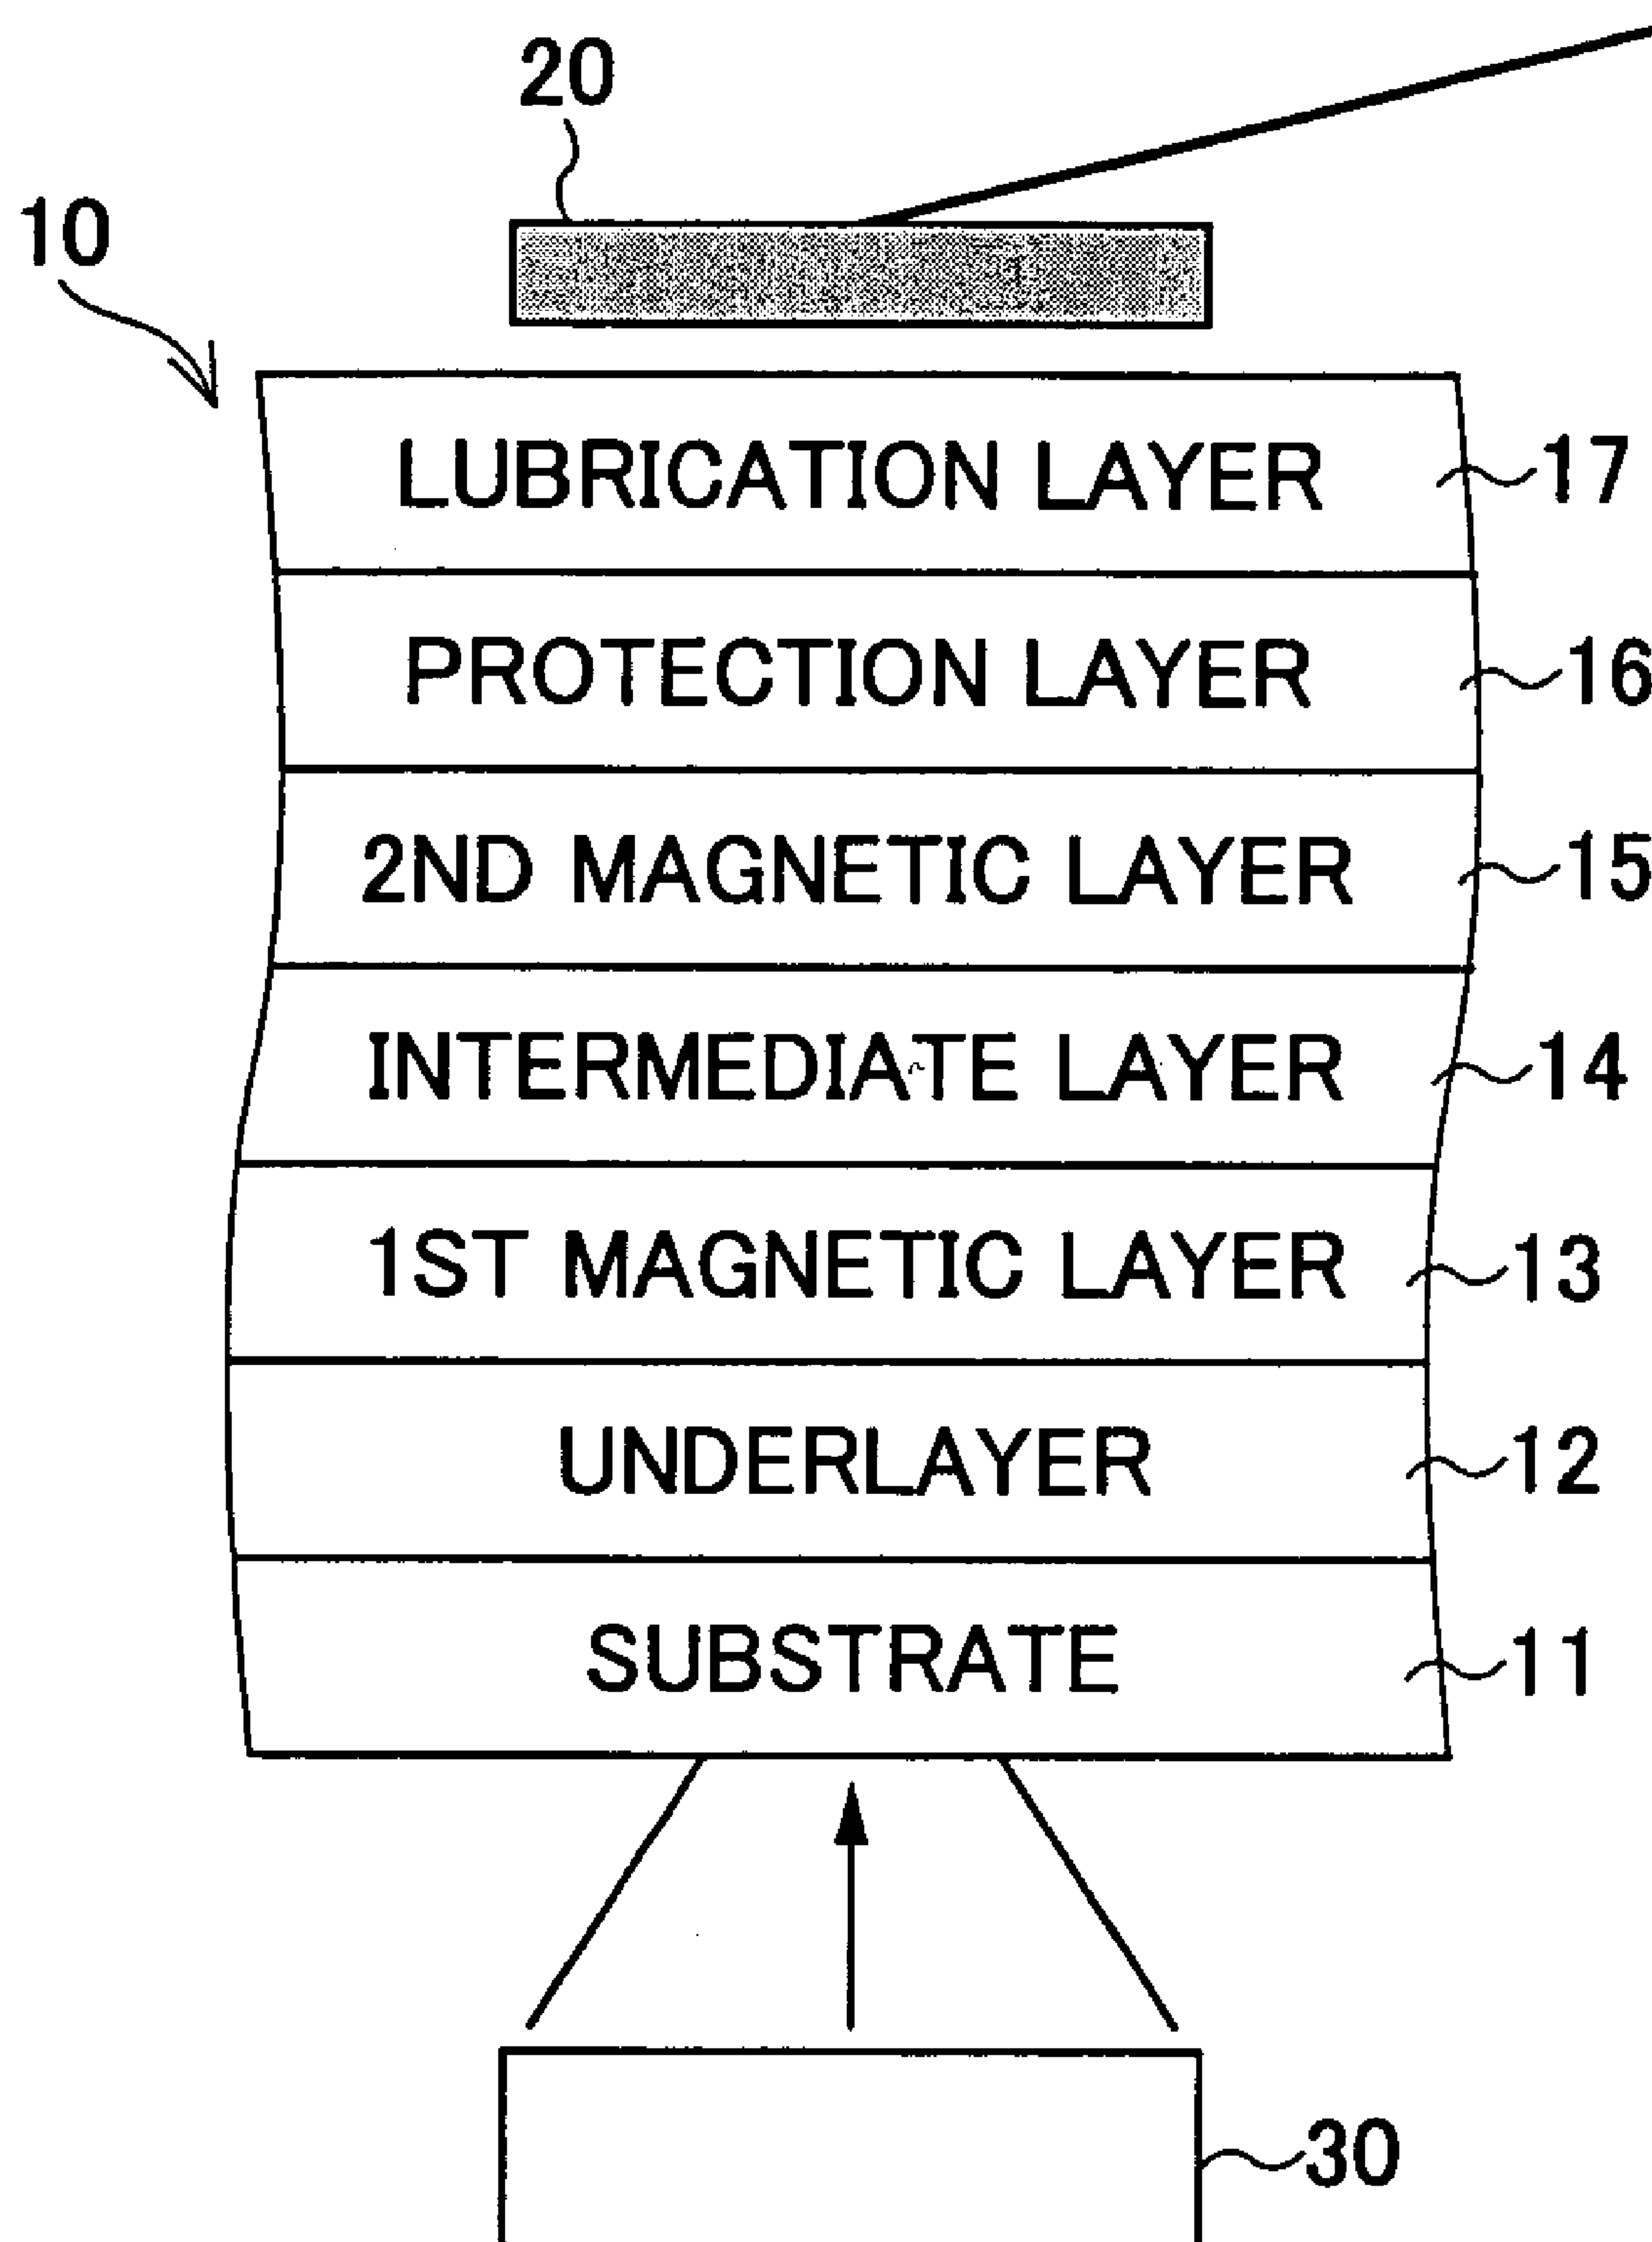 20
10
LUBRICATION LAYER 17
PROTECTION LAYER 16
2ND MAGNETIC LAYER 15
INTERMEDIATE LAYER 14
1ST MAGNETIC LAYER 13
UNDERLAYER 12
SUBSTRATE 11
30